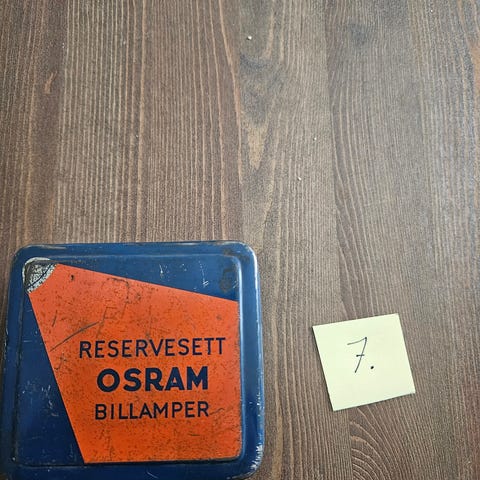 RESERVESETT
OSRAM
BILLAMPER
7.